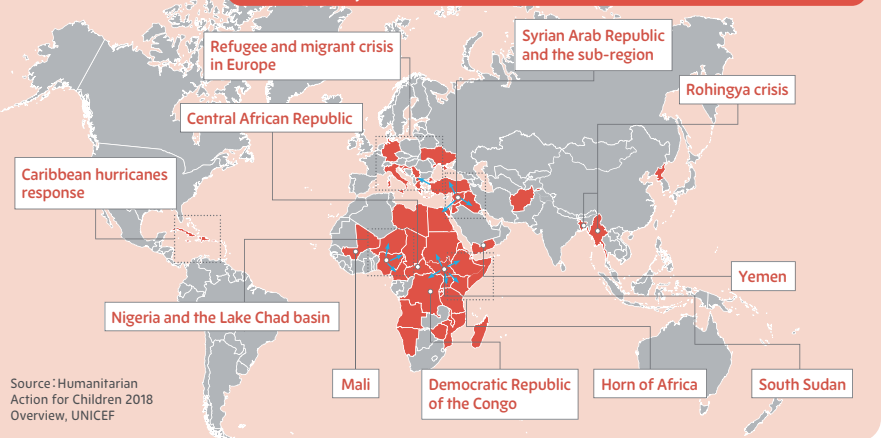 Refugee and migrant crisis
in Europe
Syrian Arab Republic
and the sub-region
Rohingya crisis
Central African Republic
Caribbean hurricanes
response
Yemen
Nigeria and the Lake Chad basin
Mali
Democratic Republic
of the Congo
Horn of Africa
South Sudan
Source:Humanitarian
Action for Children 2018
Overview, UNICEF